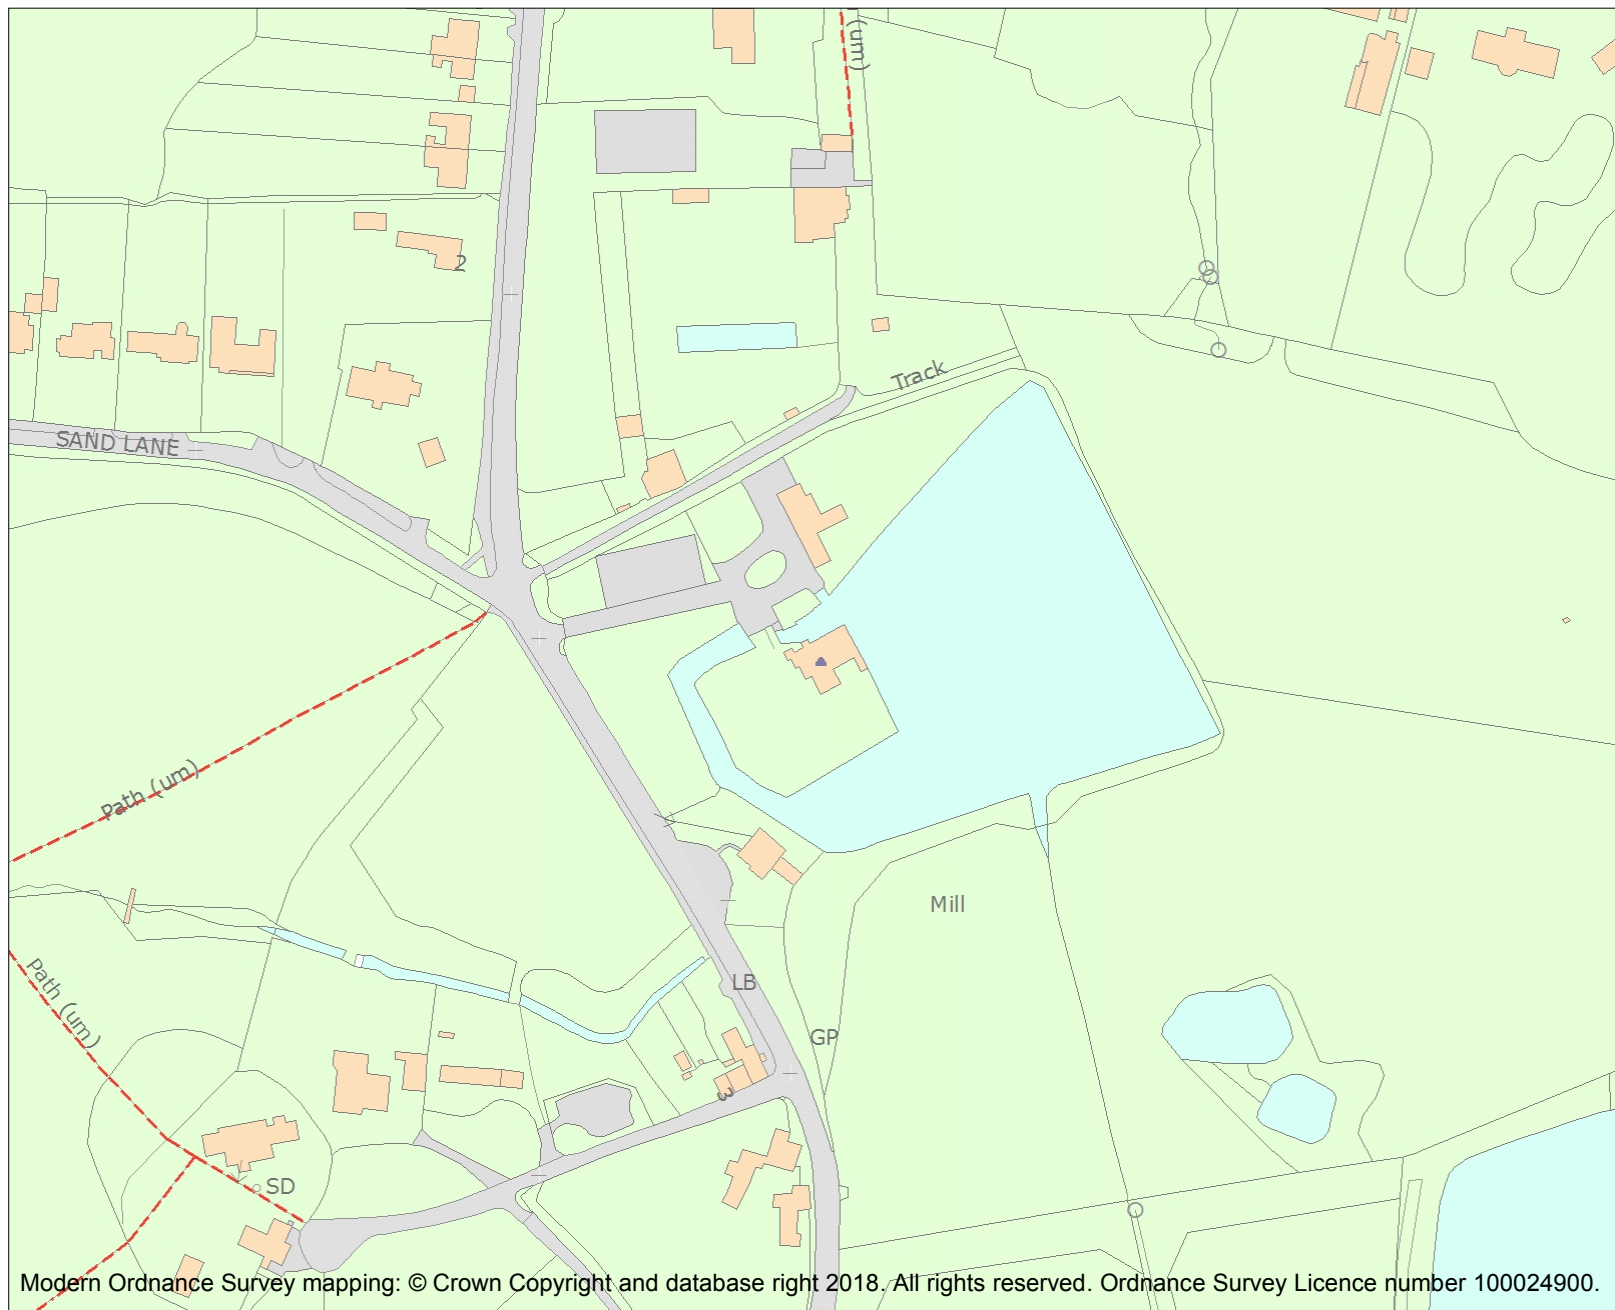 (um)
2
Track
SAND LANE
Path (um)
Mill
Path (um)
LB
GP
3
SD
Modern Ordnance Survey mapping: © Crown Copyright and database right 2018. All rights reserved. Ordnance Survey Licence number 100024900.